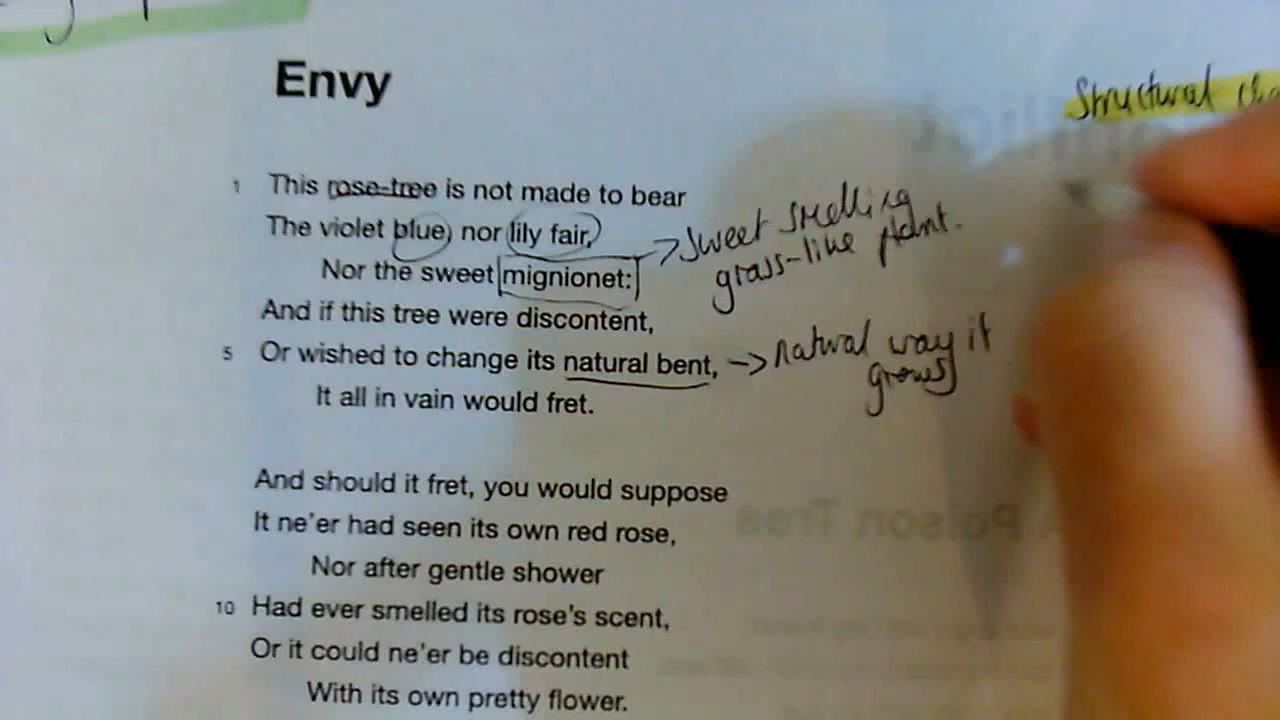 Envy
Structural
1 This rose-tree is not made to bear
The violet blue, nor lily fair,
Nor the sweet mignionet:
-> sweet smelling
grass-like plant.
And if this tree were discontent,
5 Or wished to change its natural bent,
-> natural way it
grows
It all in vain would fret.
And should it fret, you would suppose
It ne'er had seen its own red rose,
Nor after gentle shower
10 Had ever smelled its rose's scent,
Or it could ne'er be discontent
With its own pretty flower.
Poison Tree